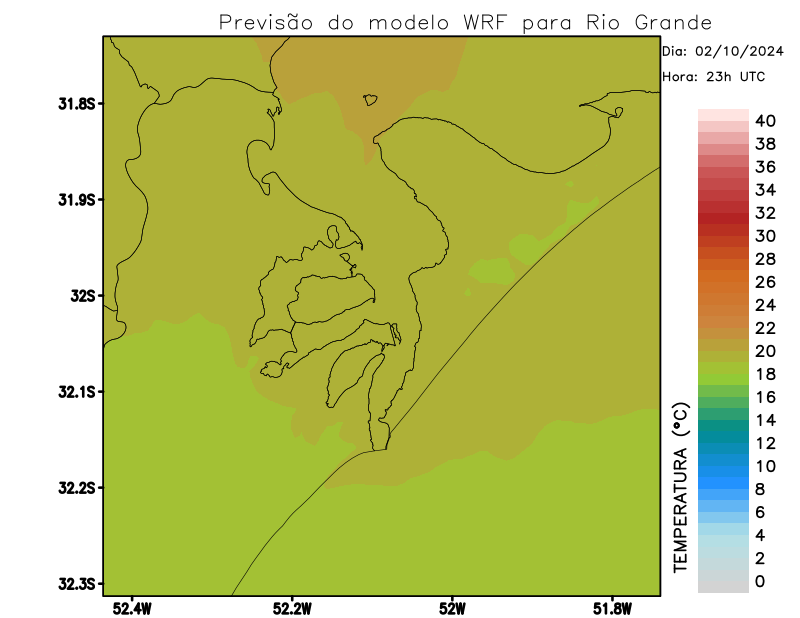 Previsão do modelo WRF para Rio Grande
Dia: 02/10/2024
Hora: 23h UTC
31.8S
31.9S
32S
32.1S
32.2S
32.3S
52.4W
52.2W
52W
51.8W
TEMPERATURA (°C)
40
38
36
34
32
30
28
26
24
22
20
18
16
14
12
10
8
6
4
2
0